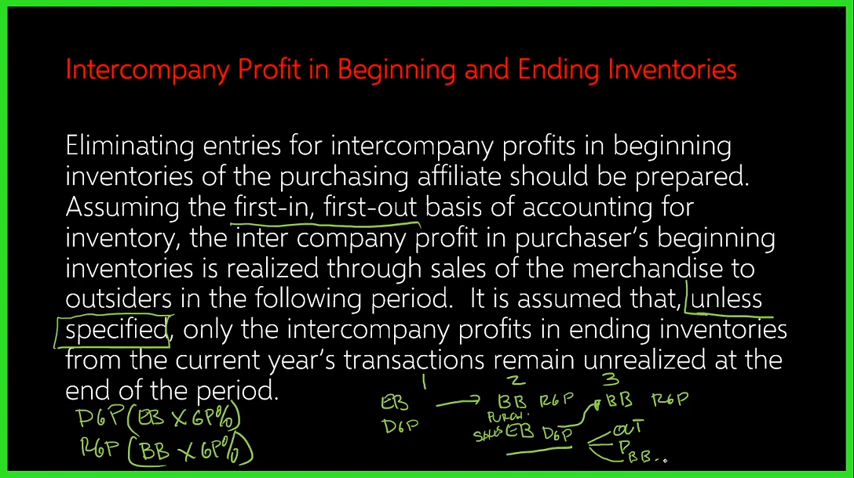 Intercompany Profit in Beginning and Ending Inventories
Eliminating entries for intercompany profits in beginning
inventories of the purchasing affiliate should be prepared.
Assuming the first-in, first-out basis of accounting for
inventory, the inter company profit in purchaser's beginning
inventories is realized through sales of the merchandise to
outsiders in the following period. It is assumed that, unless
specified, only the intercompany profits in ending inventories
from the current year's transactions remain unrealized at the
end of the period.
1 2 3
EB BB RGP BB RGP
DGP PURCH.
SALES EB DGP OUT
P
BB..
DGP (EB X GP%)
RGP (BB X GP%)